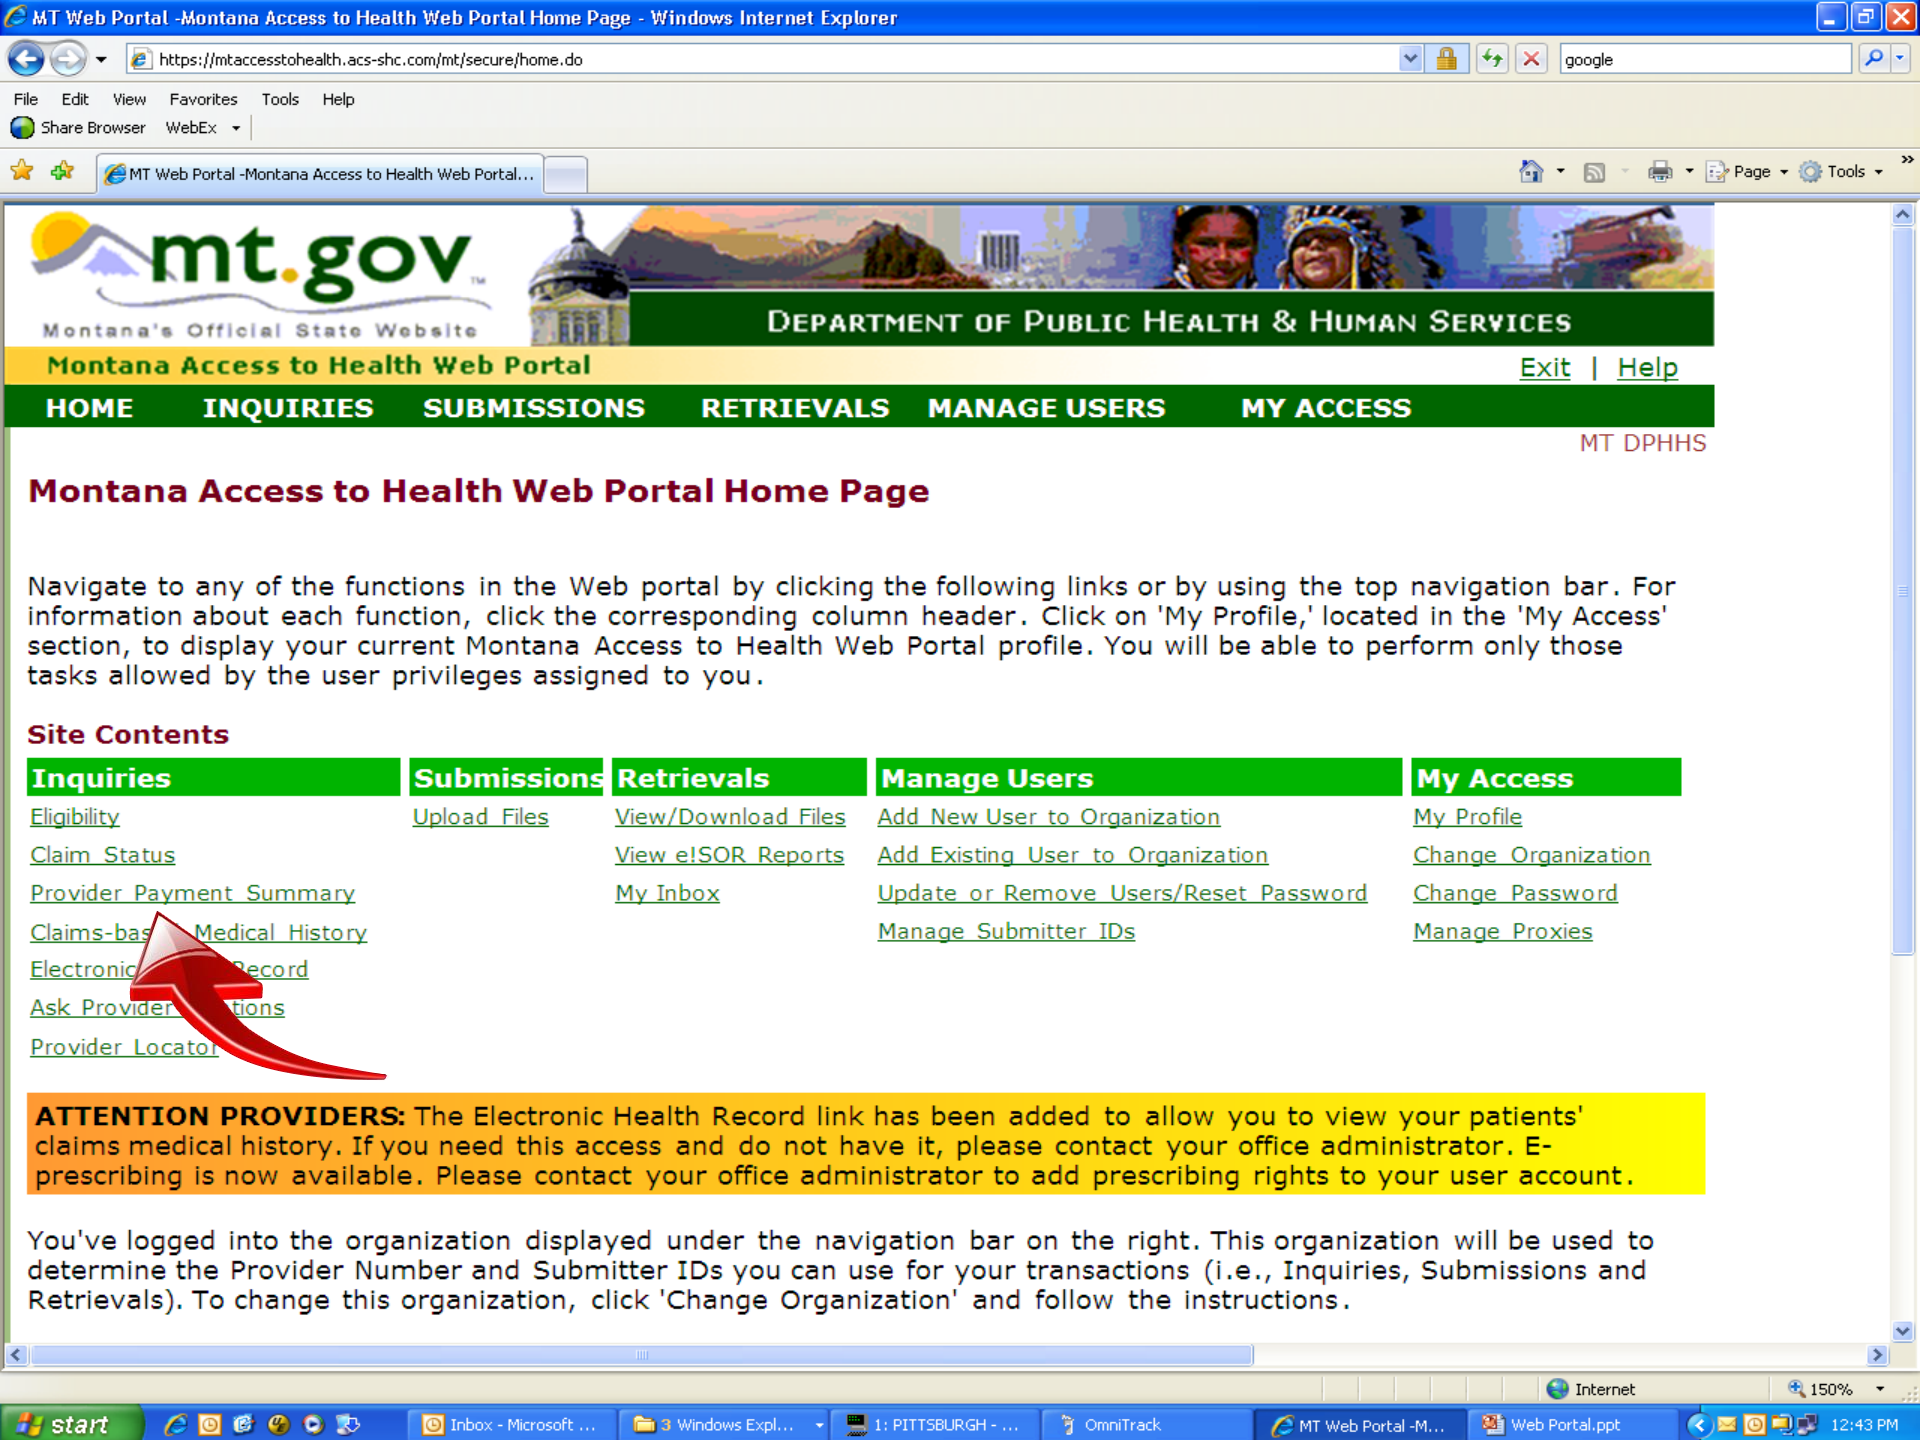 MT Web Portal -Montana Access to Health Web Portal Home Page - Windows Internet Explorer
https://mtaccesstohealth.acs-shc.com/mt/secure/home.do
google
File Edit View Favorites Tools Help
Share Browser WebEx
MT Web Portal -Montana Access to Health Web Portal...
Page Tools »
mt.gov™
Montana's Official State Website
DEPARTMENT OF PUBLIC HEALTH & HUMAN SERVICES
Montana Access to Health Web Portal
Exit | Help
HOME INQUIRIES SUBMISSIONS RETRIEVALS MANAGE USERS MY ACCESS
MT DPHHS
Montana Access to Health Web Portal Home Page
Navigate to any of the functions in the Web portal by clicking the following links or by using the top navigation bar. For
information about each function, click the corresponding column header. Click on 'My Profile,' located in the 'My Access'
section, to display your current Montana Access to Health Web Portal profile. You will be able to perform only those
tasks allowed by the user privileges assigned to you.
Site Contents
Inquiries Submissions Retrievals Manage Users My Access
Eligibility Upload Files View/Download Files Add New User to Organization My Profile
Claim Status View e!SOR Reports Add Existing User to Organization Change Organization
Provider Payment Summary My Inbox Update or Remove Users/Reset Password Change Password
Medical History Manage Submitter IDs Manage Proxies
Electronic Record
Ask Provider
Provider Locator
ATTENTION PROVIDERS: The Electronic Health Record link has been added to allow you to view your patients'
claims medical history. If you need this access and do not have it, please contact your office administrator. E-
prescribing is now available. Please contact your office administrator to add prescribing rights to your user account.
You've logged into the organization displayed under the navigation bar on the right. This organization will be used to
determine the Provider Number and Submitter IDs you can use for your transactions (i.e., Inquiries, Submissions and
Retrievals). To change this organization, click 'Change Organization' and follow the instructions.
Internet 150%
start Inbox - Microsoft ... 3 Windows Expl... 1: PITTSBURGH - ... OmniTrack MT Web Portal -M... Web Portal.ppt 12:43 PM